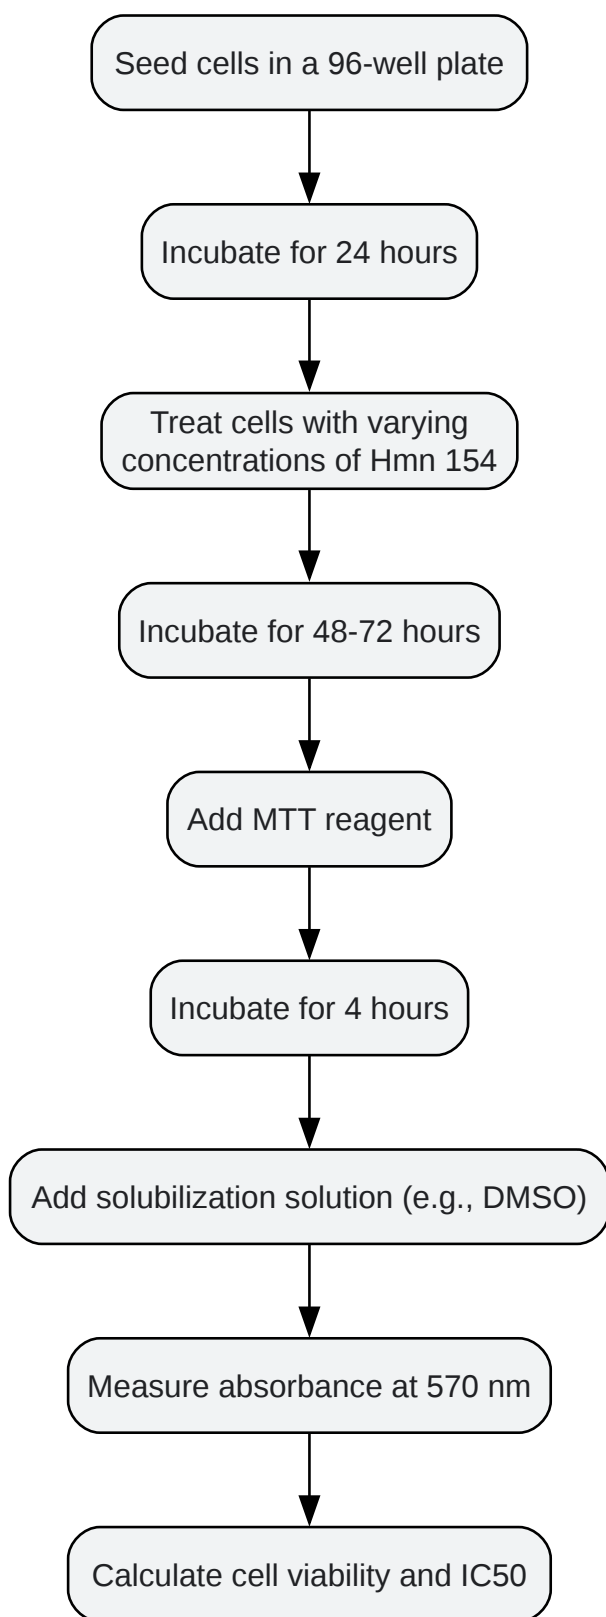 Seed cells in a 96-well plate
Incubate for 24 hours
Treat cells with varying
concentrations of Hmn 154
Incubate for 48-72 hours
Add MTT reagent
Incubate for 4 hours
Add solubilization solution (e.g., DMSO)
Measure absorbance at 570 nm
Calculate cell viability and IC50